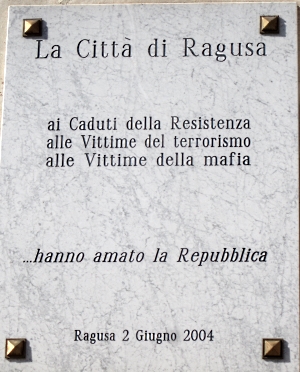 La Città di Ragusa
ai Caduti della Resistenza
alle Vittime del terrorismo
alle Vittime della mafia
...hanno amato la Repubblica
Ragusa 2 Giugno 2004